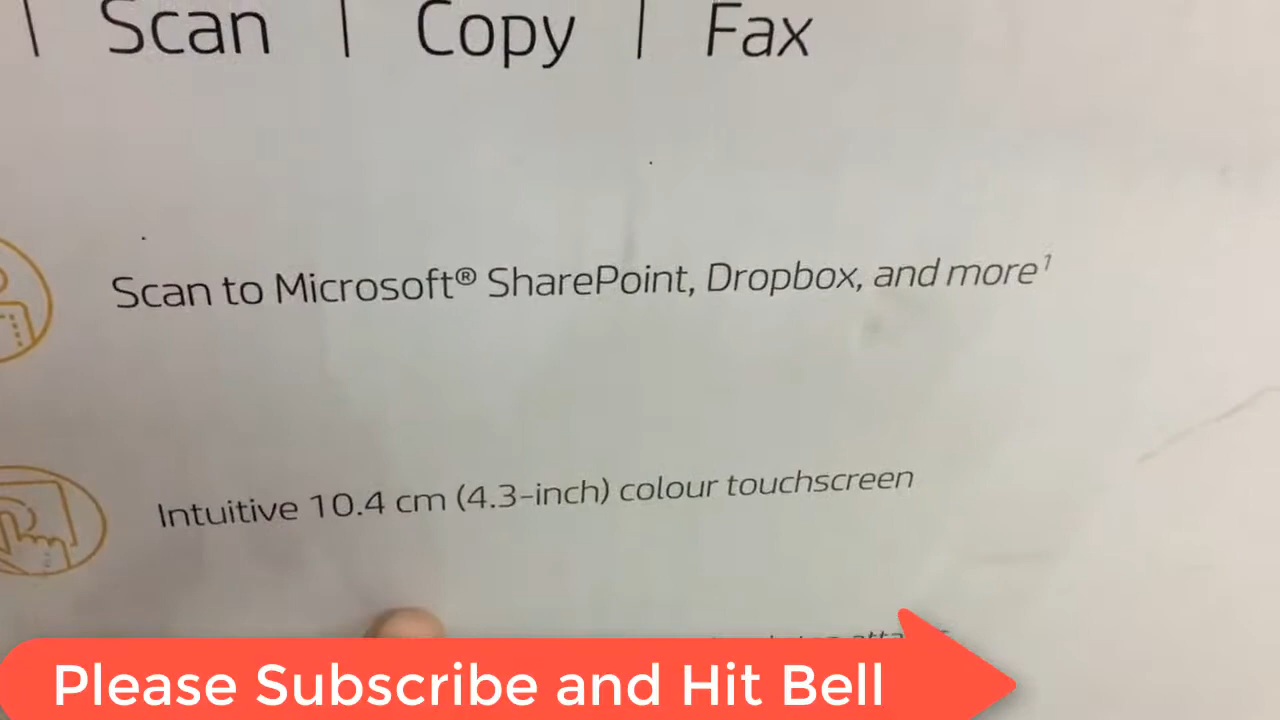 | Scan | Copy | Fax
Scan to Microsoft® SharePoint, Dropbox, and more¹
Intuitive 10.4 cm (4.3-inch) colour touchscreen
Please Subscribe and Hit Bell